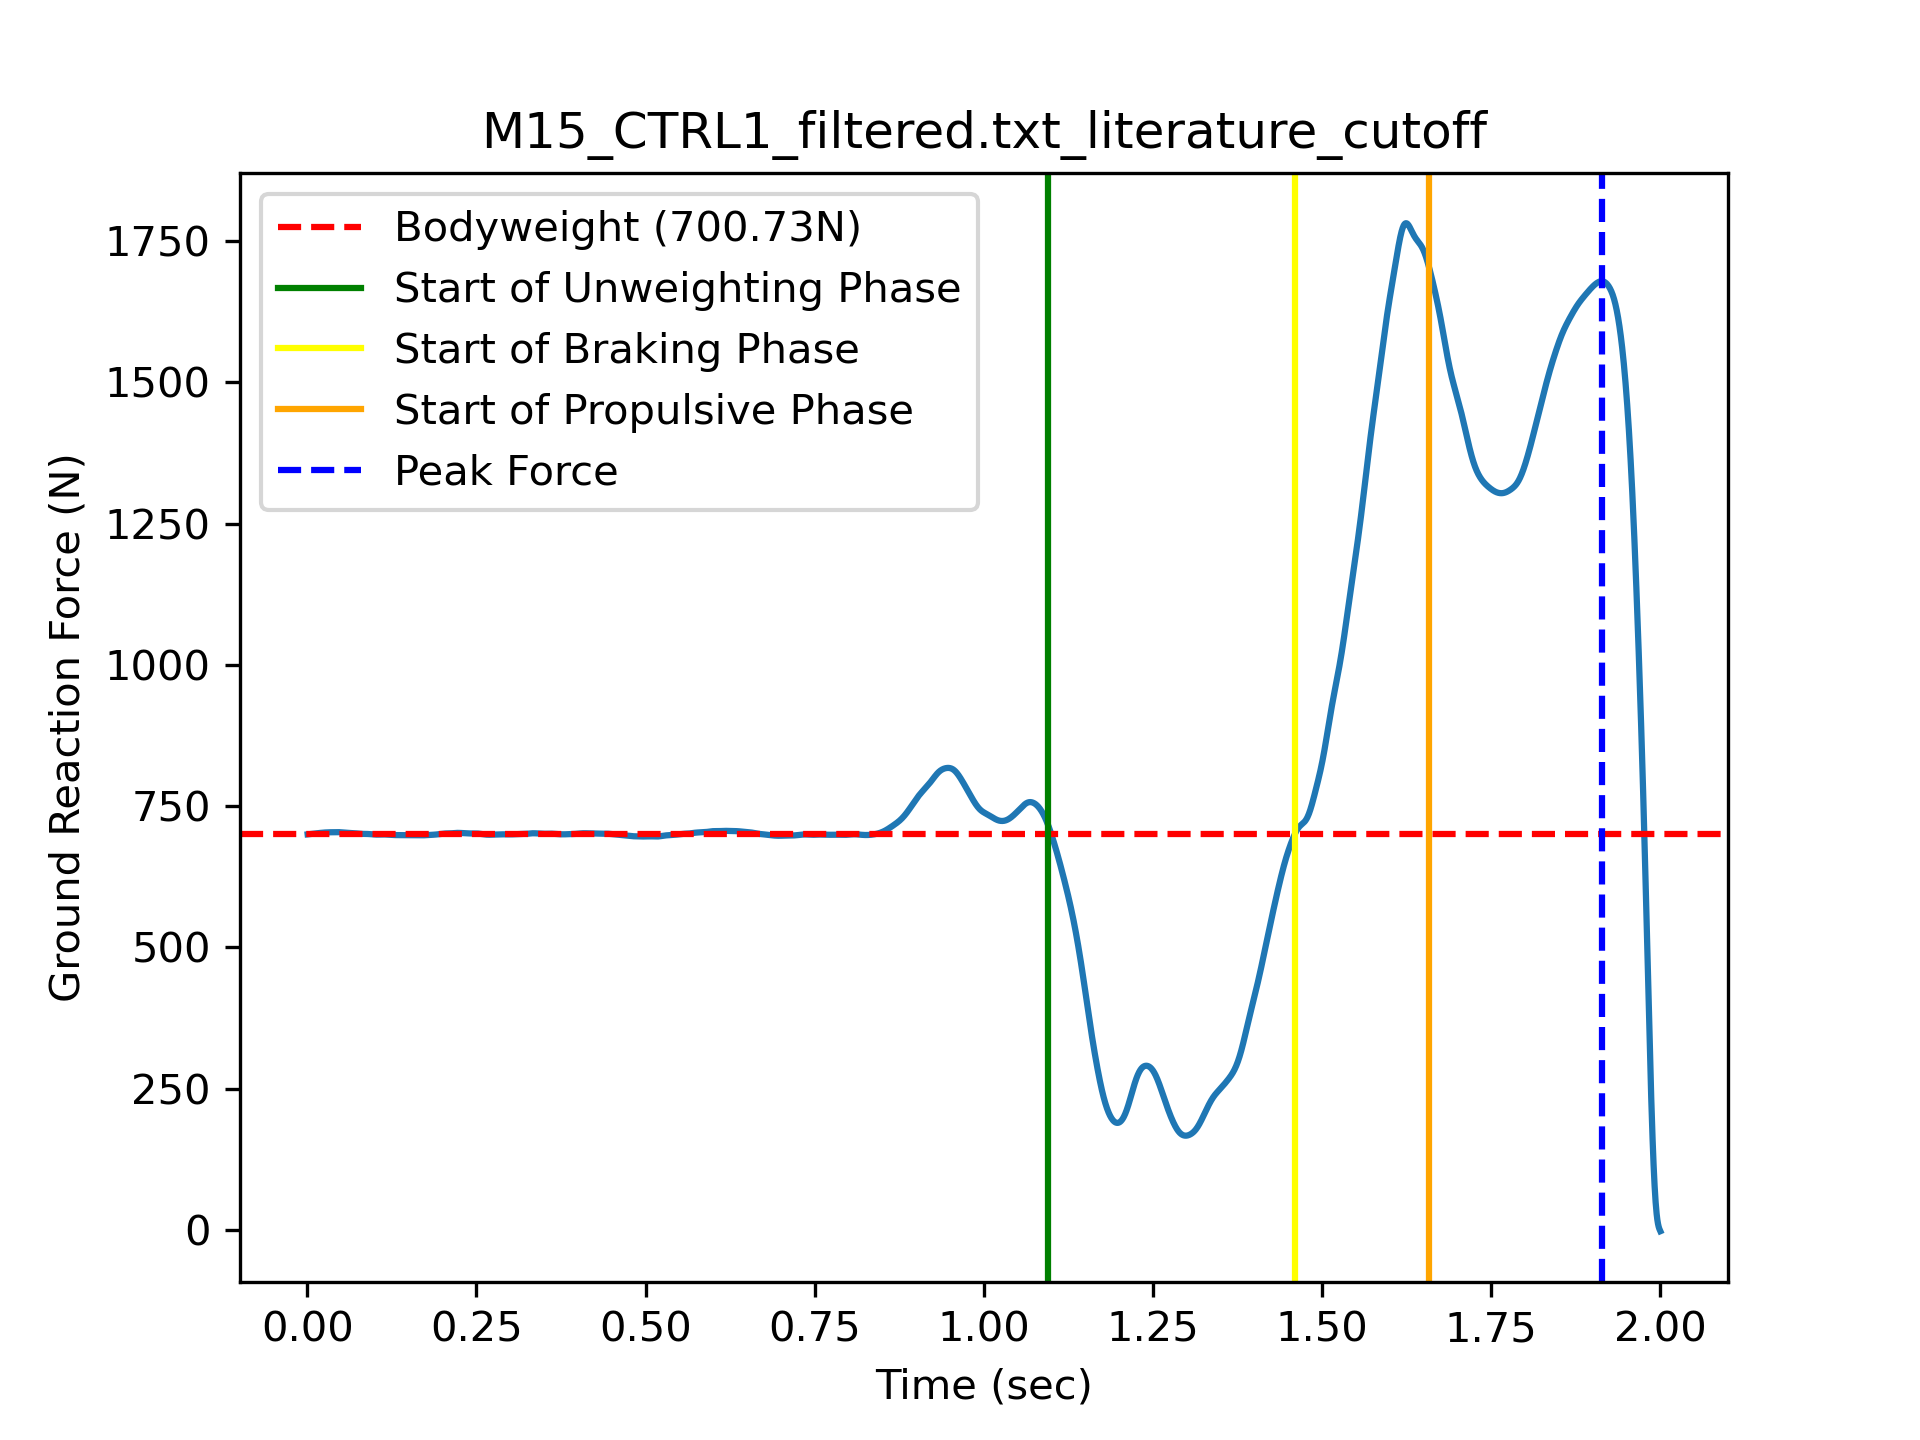 M15_CTRL1_filtered.txt_literature_cutoff
Bodyweight (700.73N)
Start of Unweighting Phase
Start of Braking Phase
Start of Propulsive Phase
Peak Force
Ground Reaction Force (N)
1750
1500
1250
1000
750
500
250
0
0.00 0.25 0.50 0.75 1.00 1.25 1.50 1.75 2.00
Time (sec)